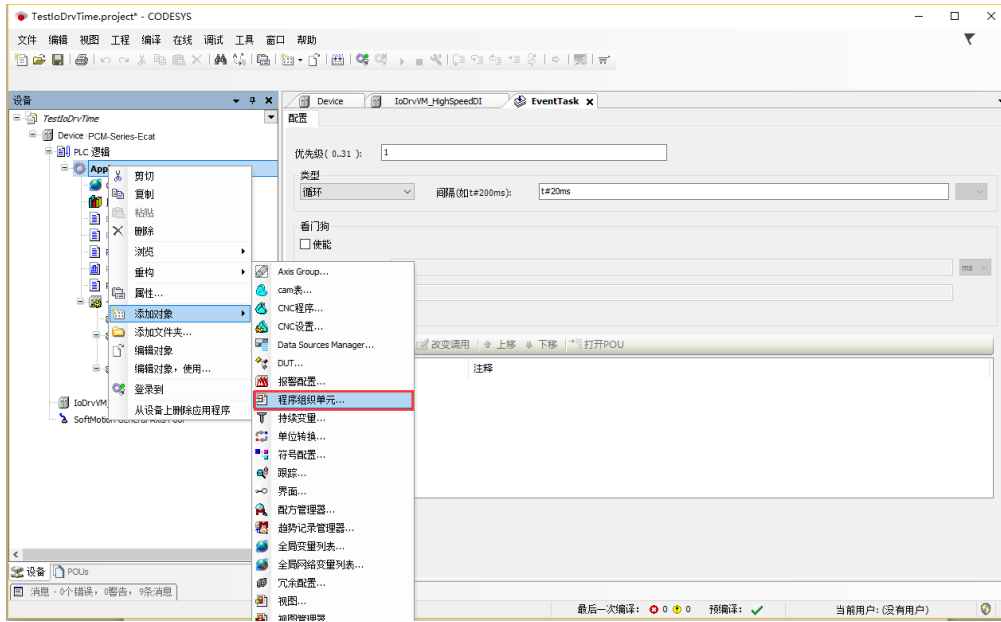 TestIoDrvTime.project* - CODESYS
文件 编辑 视图 工程 编译 在线 调试 工具 窗口 帮助
设备
TestIoDrvTime
Device PCM-Series-Ecat
PLC 逻辑
App
IoDrvVM
SoftMotion General Axis Pool
设备 POUs
消息 - 0个错误, 0警告, 9条消息
剪切
复制
粘贴
删除
浏览
重构
属性...
添加对象
添加文件夹...
编辑对象
编辑对象, 使用...
登录到
从设备上删除应用程序
Axis Group...
cam表...
CNC程序...
CNC设置...
Data Sources Manager...
DUT...
报警配置...
程序组织单元...
持续变量...
单位转换...
符号配置...
跟踪...
界面...
配方管理器...
趋势记录管理器...
全局变量列表...
全局网络变量列表...
冗余配置...
视图...
视图管理器
Device IoDrvVM_HighSpeedDI EventTask
配置
优先级( 0..31 ): 1
类型
循环 间隔(如t#200ms): t#20ms
看门狗
使能
ms
改变调用 上移 下移 打开POU
注释
最后一次编译: 0 0 预编译: 当前用户: (没有用户)